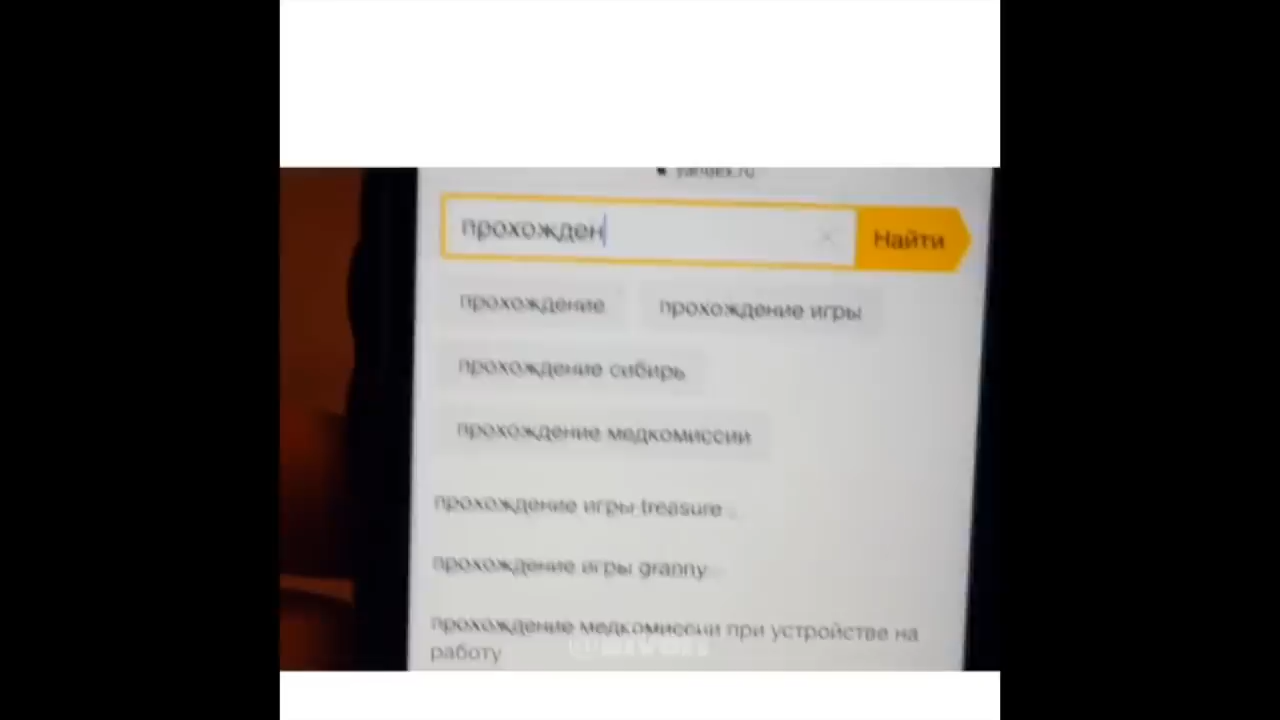 yandex.ru
прохожден
Найти
прохождение
прохождение игры
прохождение сибирь
прохождение медкомиссии
прохождение игры treasure...
прохождение игры granny...
прохождение медкомиссии при устройстве на
работу